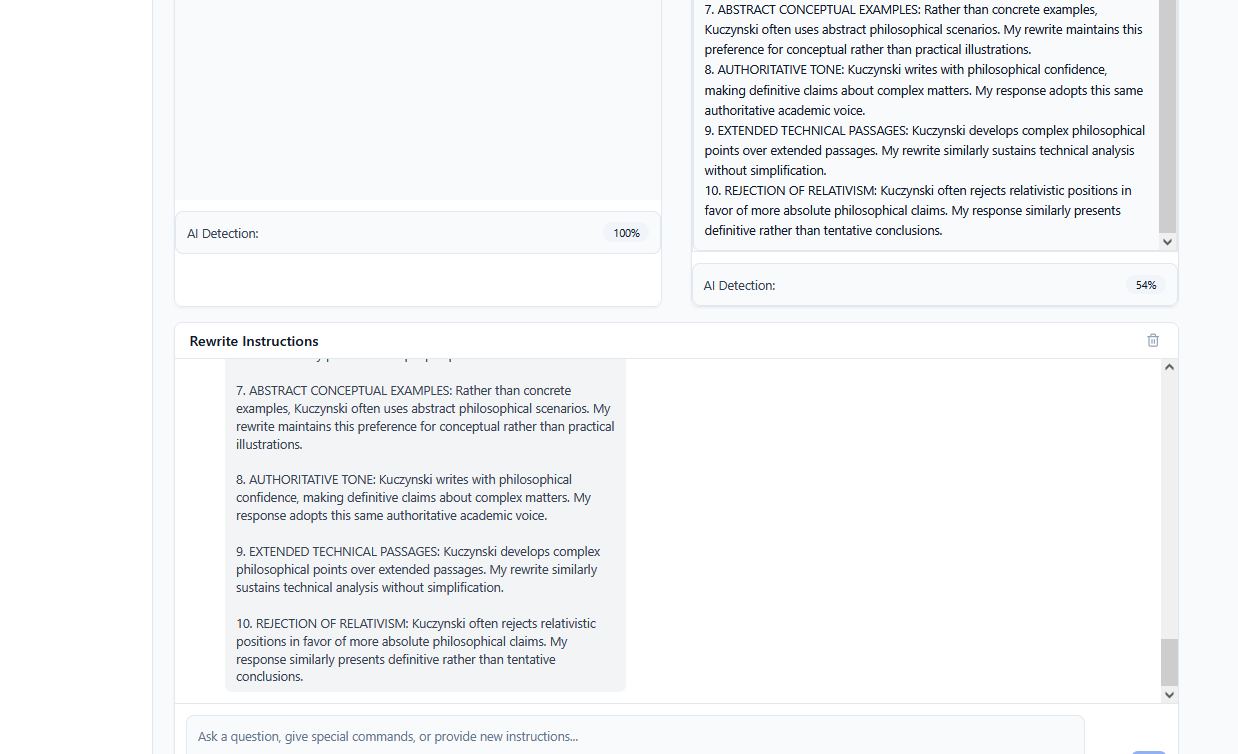 7. ABSTRACT CONCEPTUAL EXAMPLES: Rather than concrete examples,
Kuczynski often uses abstract philosophical scenarios. My rewrite maintains this
preference for conceptual rather than practical illustrations.
8. AUTHORITATIVE TONE: Kuczynski writes with philosophical confidence,
making definitive claims about complex matters. My response adopts this same
authoritative academic voice.
9. EXTENDED TECHNICAL PASSAGES: Kuczynski develops complex philosophical
points over extended passages. My rewrite similarly sustains technical analysis
without simplification.
10. REJECTION OF RELATIVISM: Kuczynski often rejects relativistic positions in
favor of more absolute philosophical claims. My response similarly presents
definitive rather than tentative conclusions.
AI Detection:
100%
AI Detection:
54%
Rewrite Instructions
7. ABSTRACT CONCEPTUAL EXAMPLES: Rather than concrete
examples, Kuczynski often uses abstract philosophical scenarios. My
rewrite maintains this preference for conceptual rather than practical
illustrations.
8. AUTHORITATIVE TONE: Kuczynski writes with philosophical
confidence, making definitive claims about complex matters. My
response adopts this same authoritative academic voice.
9. EXTENDED TECHNICAL PASSAGES: Kuczynski develops complex
philosophical points over extended passages. My rewrite similarly
sustains technical analysis without simplification.
10. REJECTION OF RELATIVISM: Kuczynski often rejects relativistic
positions in favor of more absolute philosophical claims. My
response similarly presents definitive rather than tentative
conclusions.
Ask a question, give special commands, or provide new instructions...